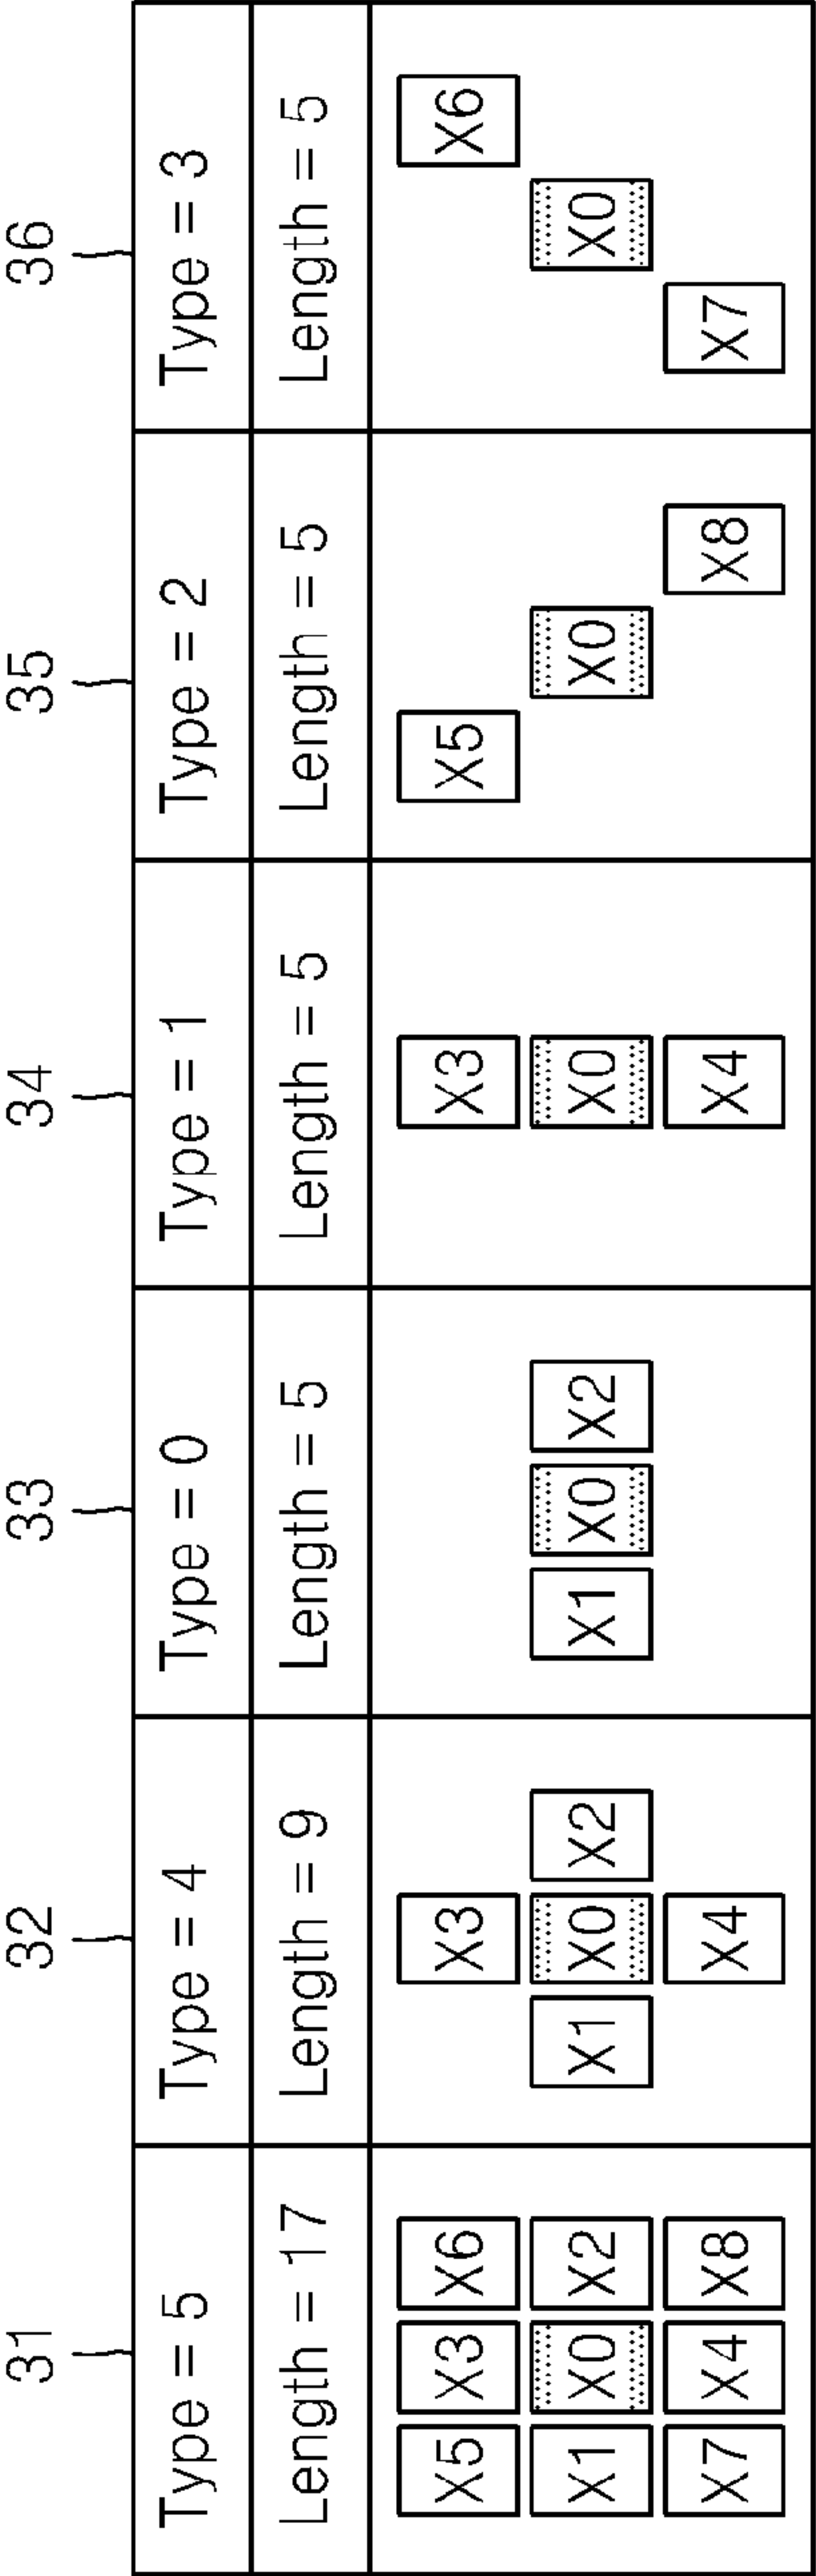 31 32 33 34 35 36
Type = 5 Type = 4 Type = 0 Type = 1 Type = 2 Type = 3
Length = 17 Length = 9 Length = 5 Length = 5 Length = 5 Length = 5
X5 X3 X6 X3 X3 X5 X6
X1 X0 X2 X1 X0 X2 X1 X0 X2 X0 X0 X0
X7 X4 X8 X4 X4 X8 X7